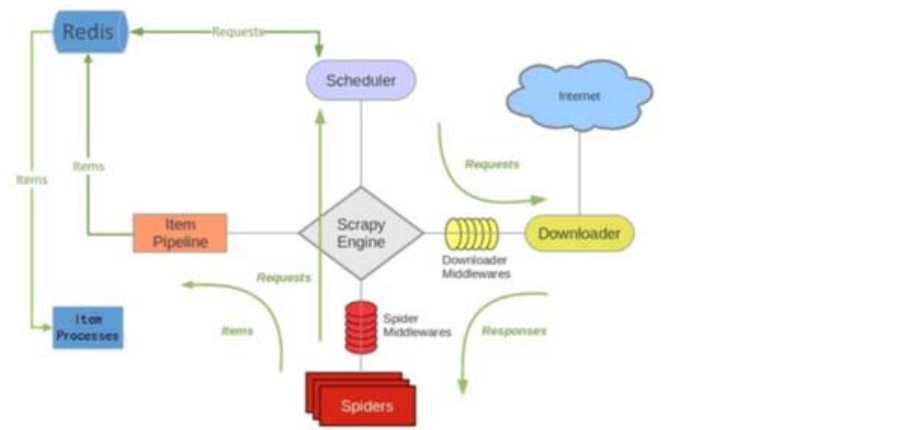 Redis
Requests
Scheduler
Internet
Requests
Items
Items
Item
Pipeline
Scrapy
Engine
Downloader
Downloader
Middlewares
Requests
Item
Processes
Items
Spider
Middlewares
Responses
Spiders